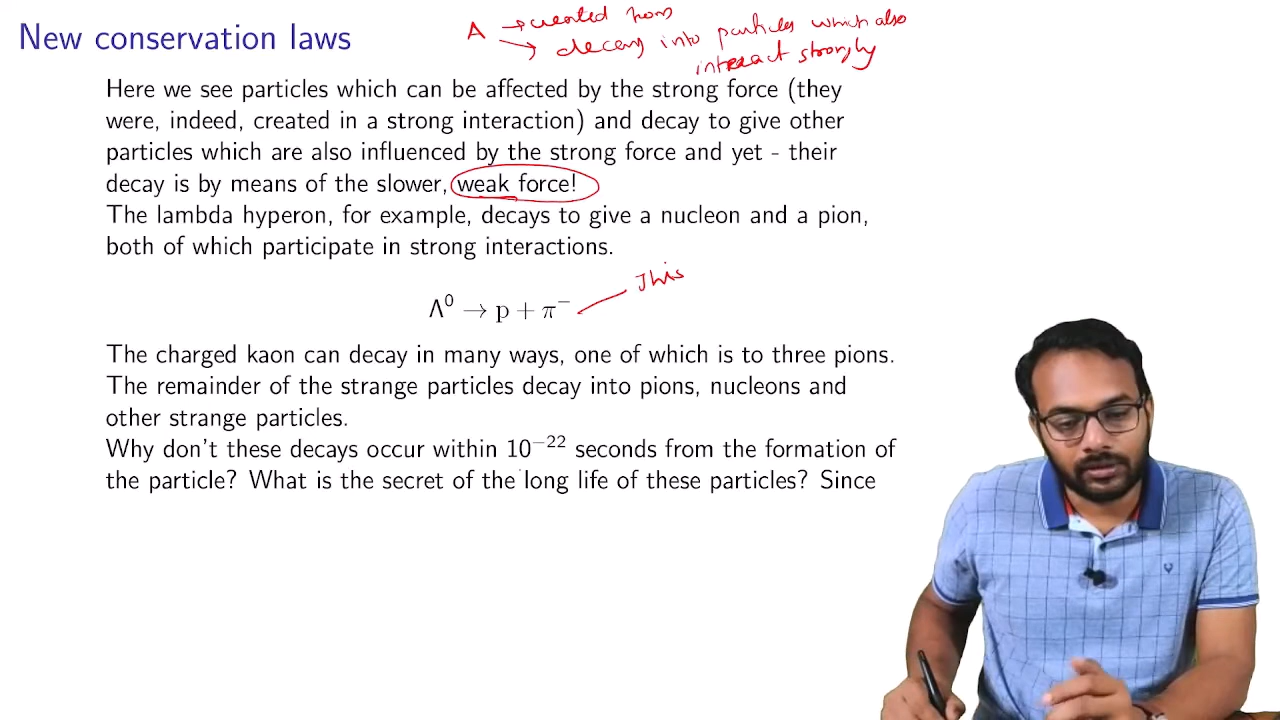 New conservation laws
A → created from
→ decay into particles which also
interact strongly
Here we see particles which can be affected by the strong force (they
were, indeed, created in a strong interaction) and decay to give other
particles which are also influenced by the strong force and yet - their
decay is by means of the slower, weak force!
The lambda hyperon, for example, decays to give a nucleon and a pion,
both of which participate in strong interactions.
This
Λ⁰ → p + π⁻
The charged kaon can decay in many ways, one of which is to three pions.
The remainder of the strange particles decay into pions, nucleons and
other strange particles.
Why don't these decays occur within 10⁻²² seconds from the formation of
the particle? What is the secret of the long life of these particles? Since